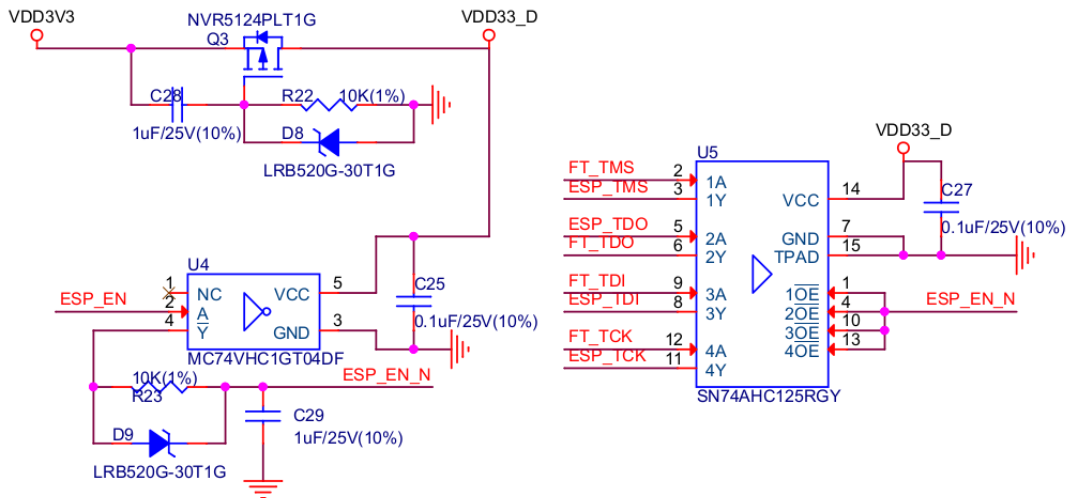 VDD3V3
NVR5124PLT1G
Q3
VDD33_D
C28
1uF/25V(10%)
R22
10K(1%)
D8
LRB520G-30T1G
U4
ESP_EN
1
NC
2
A
4
Y
VCC
5
GND
3
MC74VHC1GT04DF
C25
0.1uF/25V(10%)
10K(1%)
R23
ESP_EN_N
D9
LRB520G-30T1G
C29
1uF/25V(10%)
VDD33_D
U5
FT_TMS
2
1A
ESP_TMS
3
1Y
ESP_TDO
5
2A
FT_TDO
6
2Y
FT_TDI
9
3A
ESP_TDI
8
3Y
FT_TCK
12
4A
ESP_TCK
11
4Y
VCC
14
GND
7
TPAD
15
1OE
1
2OE
4
3OE
10
4OE
13
C27
0.1uF/25V(10%)
ESP_EN_N
SN74AHC125RGY